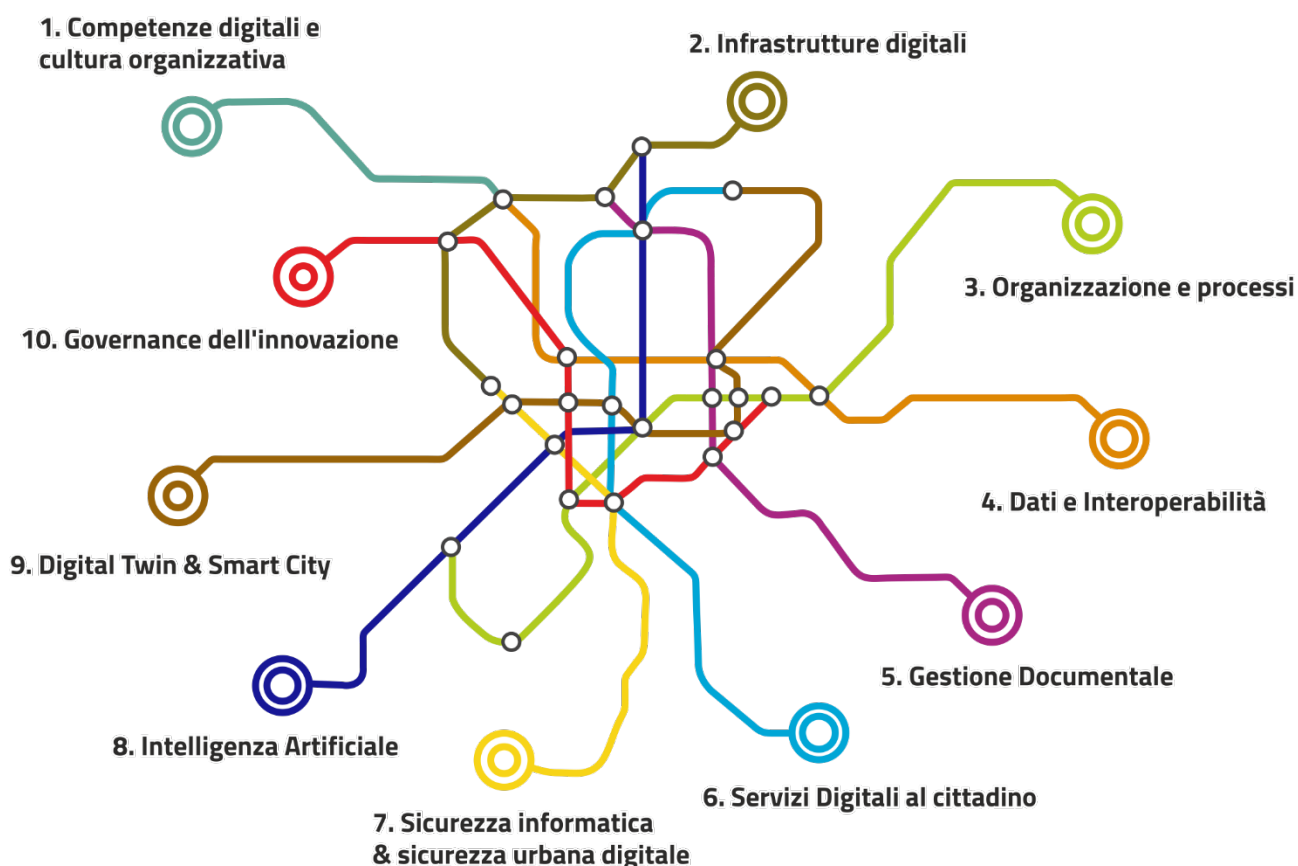 1. Competenze digitali e
cultura organizzativa
2. Infrastrutture digitali
3. Organizzazione e processi
10. Governance dell'innovazione
4. Dati e Interoperabilità
9. Digital Twin & Smart City
5. Gestione Documentale
8. Intelligenza Artificiale
6. Servizi Digitali al cittadino
7. Sicurezza informatica
& sicurezza urbana digitale